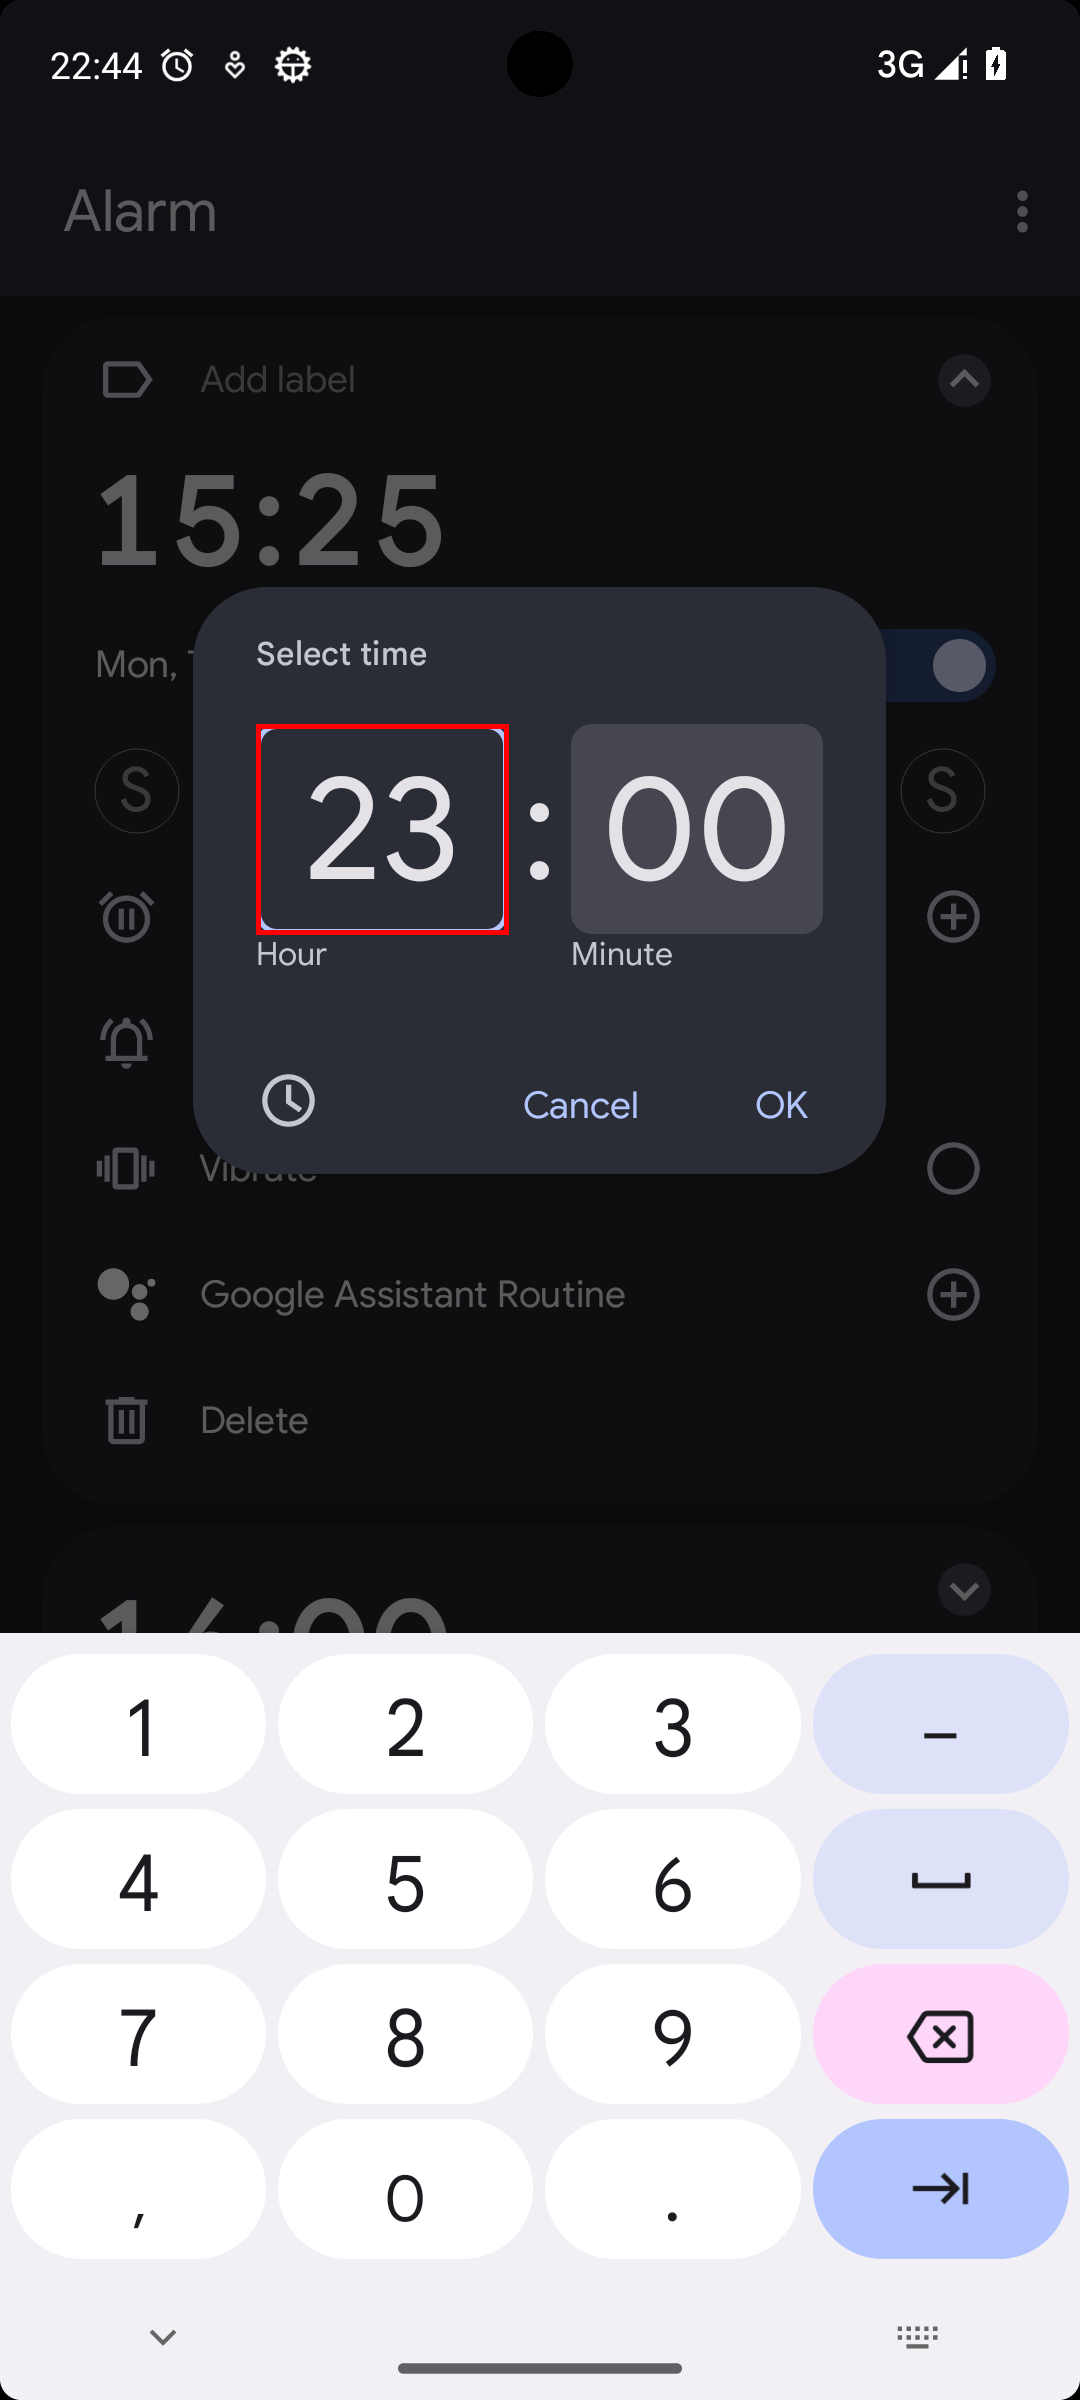 22:44
3G
Alarm
Add label
15:25
Mon,
Select time
23:00
Hour
Minute
S
S
Cancel
OK
Vibrate
Google Assistant Routine
Delete
16:00
1 2 3 –
4 5 6
7 8 9
, 0 .